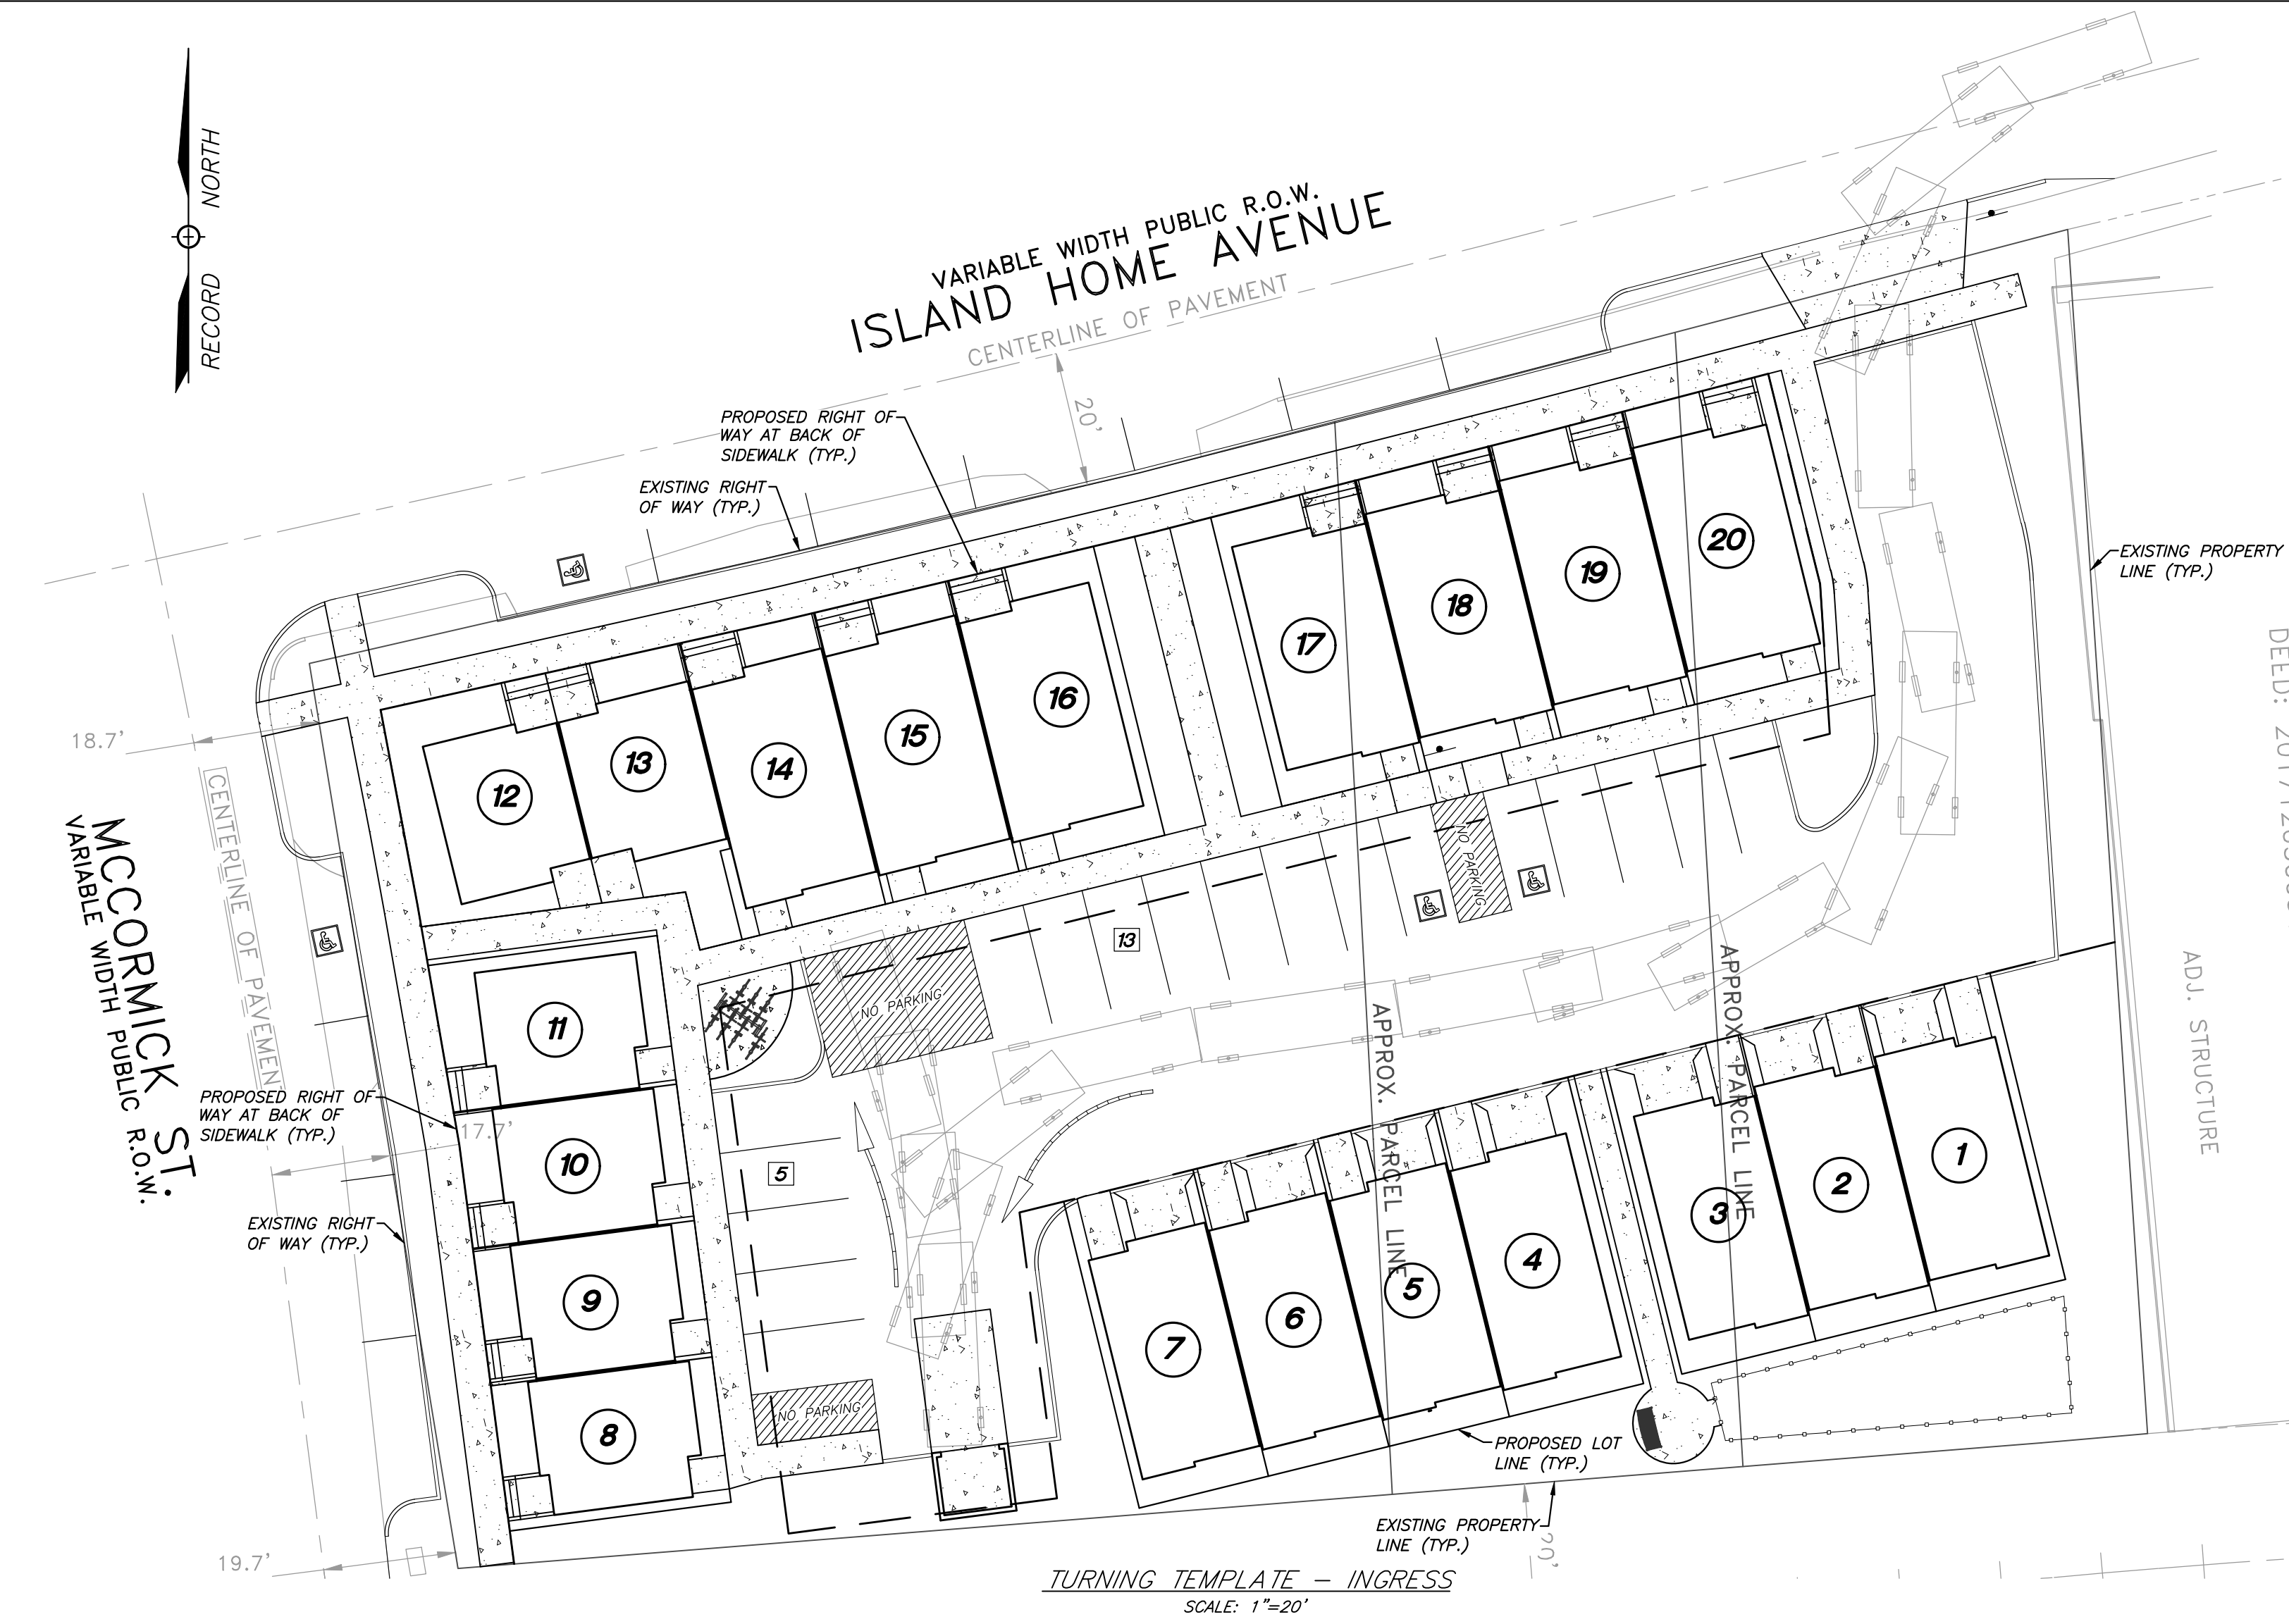 RECORD NORTH
VARIABLE WIDTH PUBLIC R.O.W.
ISLAND HOME AVENUE
CENTERLINE OF PAVEMENT
20'
PROPOSED RIGHT OF
WAY AT BACK OF
SIDEWALK (TYP.)
EXISTING RIGHT
OF WAY (TYP.)
EXISTING PROPERTY
LINE (TYP.)
20
19
18
17
16
15
14
13
12
18.7'
MCCORMICK ST.
VARIABLE WIDTH PUBLIC R.O.W.
CENTERLINE OF PAVEMENT
NO PARKING
13
NO PARKING
ADJ. STRUCTURE
APPROX. PARCEL LINE
APPROX. PARCEL LINE
11
10
9
8
PROPOSED RIGHT OF
WAY AT BACK OF
SIDEWALK (TYP.)
17.7'
5
EXISTING RIGHT
OF WAY (TYP.)
1
2
3
4
5
6
7
NO PARKING
PROPOSED LOT
LINE (TYP.)
EXISTING PROPERTY
LINE (TYP.)
20'
19.7'
TURNING TEMPLATE – INGRESS
SCALE: 1"=20'